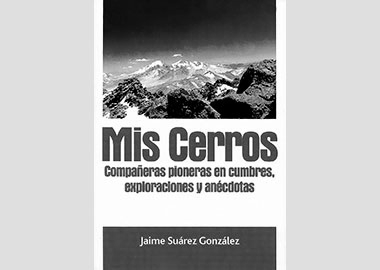 Mis Cerros
Compañeras pioneras en cumbres,
exploraciones y anécdotas
Jaime Suárez González